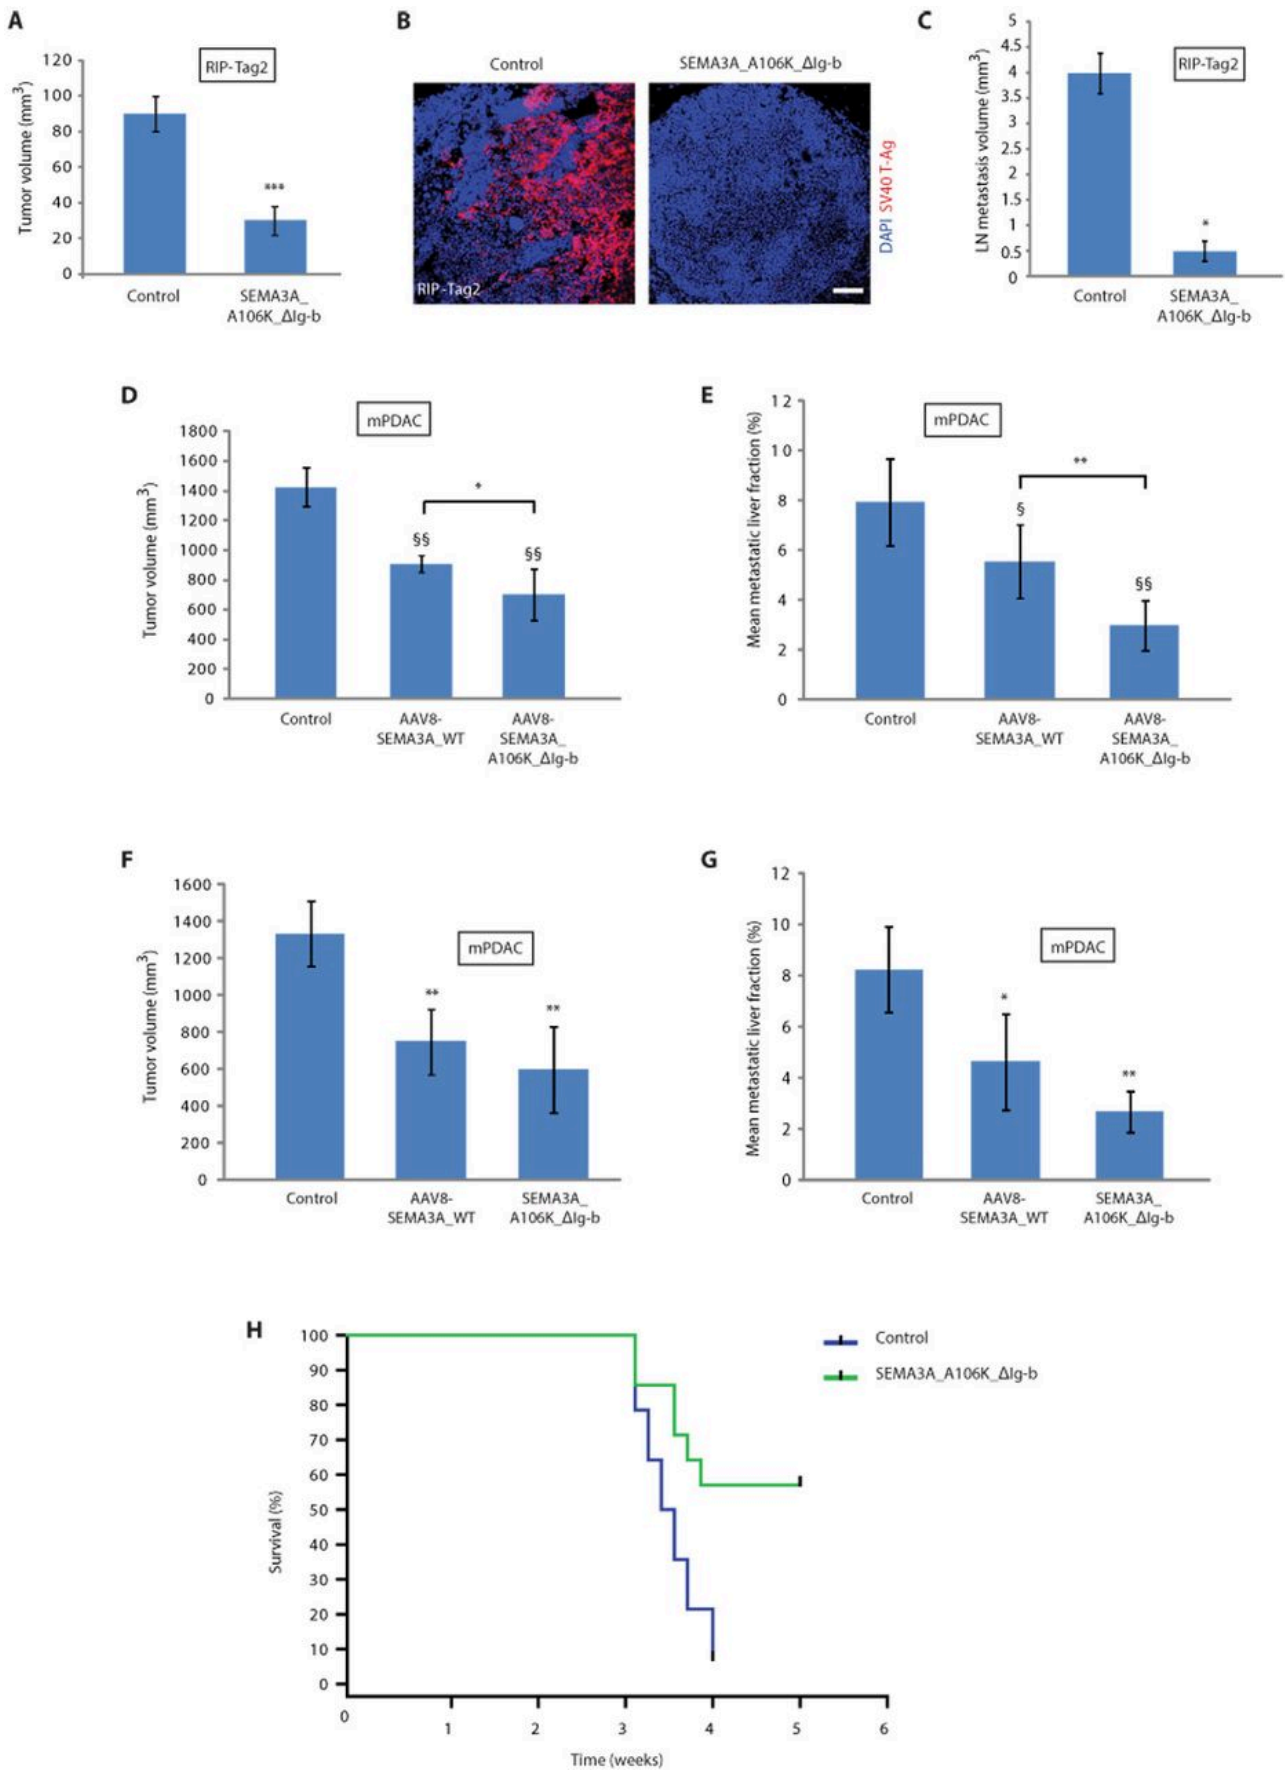 A
RIP-Tag2
Tumor volume (mm3)
120
100
80
60
40
20
0
***
Control
SEMA3A_
A106K_ΔIg-b
B
Control
SEMA3A_A106K_ΔIg-b
RIP-Tag2
DAPI SV40 T-Ag
C
RIP-Tag2
LN metastasis volume (mm3)
5
4.5
4
3.5
3
2.5
2
1.5
1
0.5
0
*
Control
SEMA3A_
A106K_ΔIg-b
D
mPDAC
Tumor volume (mm3)
1800
1600
1400
1200
1000
800
600
400
200
0
*
§§
§§
Control
AAV8-
SEMA3A_WT
AAV8-
SEMA3A_
A106K_ΔIg-b
E
mPDAC
Mean metastatic liver fraction (%)
12
10
8
6
4
2
0
**
§
§§
Control
AAV8-
SEMA3A_WT
AAV8-
SEMA3A_
A106K_ΔIg-b
F
mPDAC
Tumor volume (mm3)
1600
1400
1200
1000
800
600
400
200
0
**
**
Control
AAV8-
SEMA3A_WT
SEMA3A_
A106K_ΔIg-b
G
mPDAC
Mean metastatic liver fraction (%)
12
10
8
6
4
2
0
*
**
Control
AAV8-
SEMA3A_WT
SEMA3A_
A106K_ΔIg-b
H
Survival (%)
100
90
80
70
60
50
40
30
20
10
0
0 1 2 3 4 5 6
Time (weeks)
Control
SEMA3A_A106K_ΔIg-b